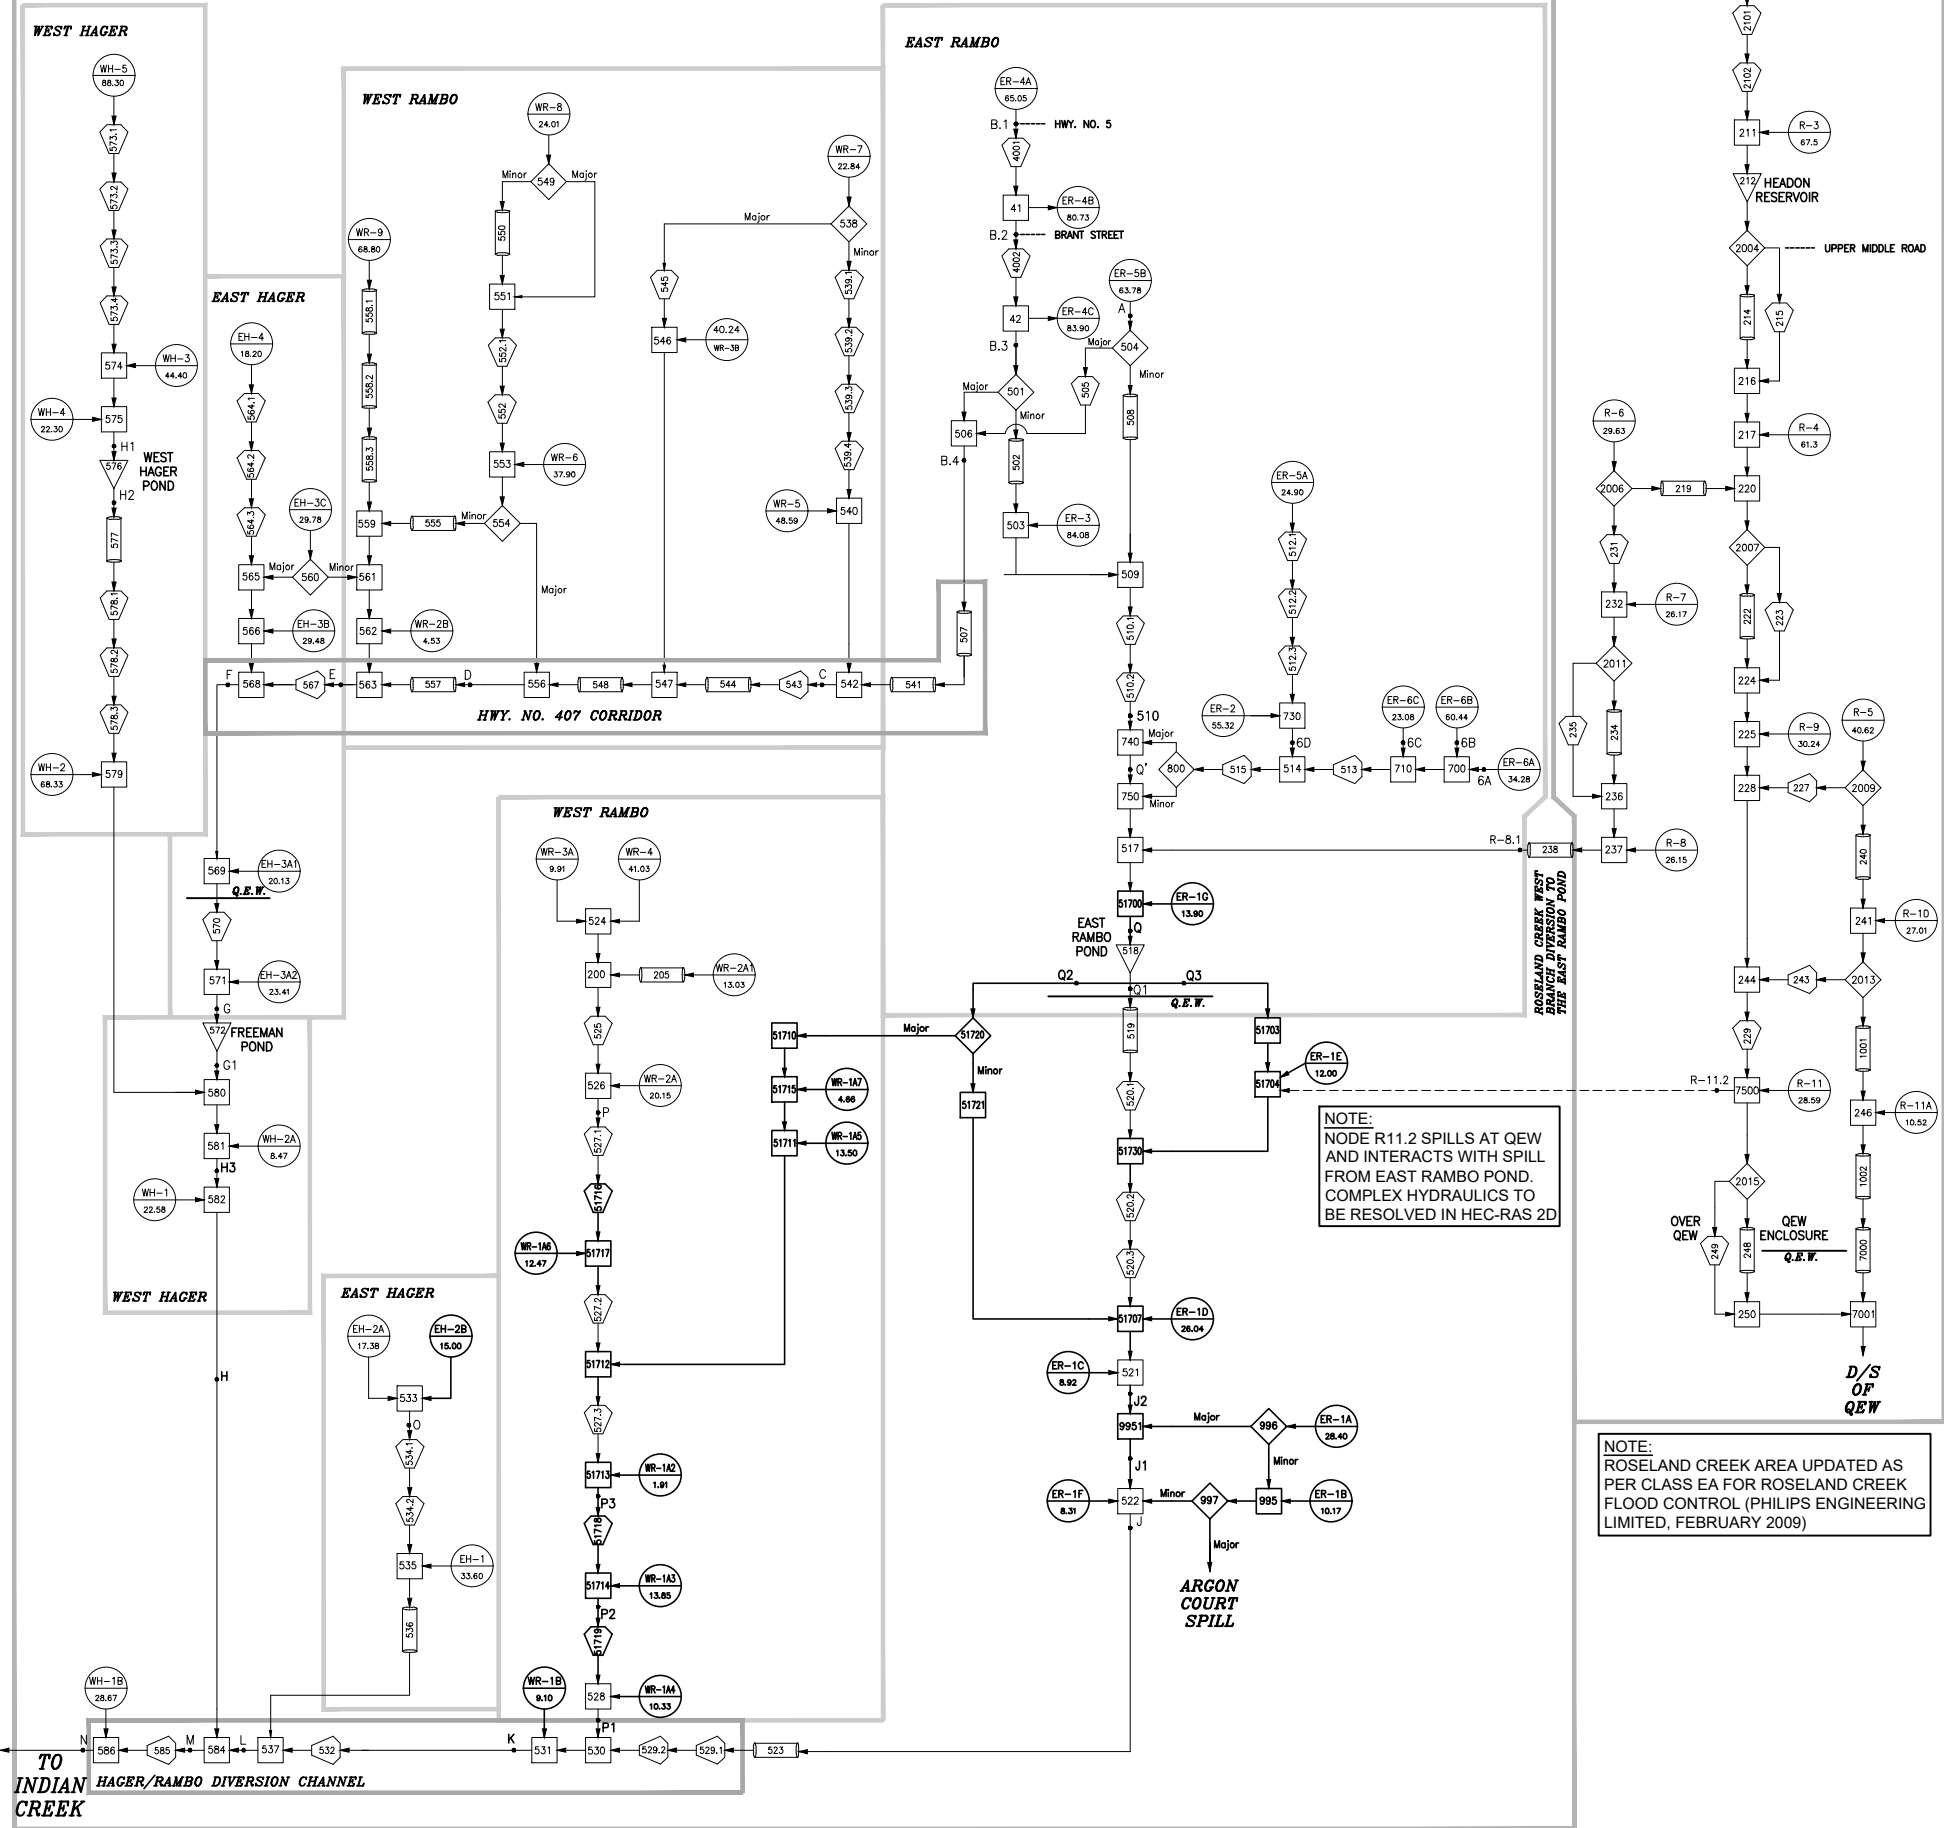 WEST HAGER
WH-5
88.30
573.1
573.2
573.3
573.4
574
WH-3
44.40
WH-4
22.30
575
H1
576
WEST
HAGER
POND
H2
577
578.1
578.2
578.3
WH-2
68.33
579
EAST HAGER
EH-4
18.20
564.1
564.2
564.3
EH-3C
29.78
565
Major
560
Minor
566
EH-3B
29.48
WEST RAMBO
WR-8
24.01
Minor
549
Major
550
551
552.1
552
553
WR-6
37.90
554
Minor
555
Major
WR-9
68.80
558.1
558.2
558.3
559
561
562
WR-2B
4.53
WR-7
22.84
538
Major
Minor
545
546
40.24
WR-3B
539.1
539.2
539.3
539.4
WR-5
48.59
540
F
568
567
E
563
557
D
556
548
547
544
543
C
542
541
507
HWY. NO. 407 CORRIDOR
EAST RAMBO
ER-4A
65.05
B.1
HWY. NO. 5
4001
41
ER-4B
80.73
B.2
BRANT STREET
4002
42
ER-4C
83.90
B.3
501
Major
Minor
506
B.4
502
503
ER-3
84.08
ER-5B
63.78
A
504
Major
Minor
505
508
509
510.1
510.2
510
740
Major
Q'
800
750
Minor
515
514
513
710
700
6A
ER-6A
34.28
ER-5A
24.90
512.1
512.2
512.3
ER-2
55.32
730
6D
ER-6C
23.08
6C
ER-6B
60.44
6B
517
R-8.1
238
51700
ER-1G
13.90
Q
EAST
RAMBO
POND
518
Q2
Q3
Q1
Q.E.W.
ROSELAND CREEK WEST
BRANCH DIVERSION TO
THE EAST RAMBO POND
2101
2102
211
R-3
67.5
212
HEADON
RESERVOIR
2004
UPPER MIDDLE ROAD
214
215
216
217
R-4
61.3
R-6
29.63
2006
219
220
231
2007
232
R-7
26.17
222
223
2011
224
235
234
225
R-9
30.24
R-5
40.62
236
228
227
2009
237
R-8
26.15
240
241
R-10
27.01
244
243
2013
229
1001
R-11.2
7500
R-11
28.59
246
R-11A
10.52
2015
1002
OVER
QEW
249
248
QEW
ENCLOSURE
Q.E.W.
7000
250
7001
D/S
OF
QEW
569
EH-3A1
20.13
Q.E.W.
570
571
EH-3A2
23.41
G
572
FREEMAN
POND
G1
580
581
WH-2A
8.47
H3
WH-1
22.58
582
WEST HAGER
H
WEST RAMBO
WR-3A
9.91
WR-4
41.03
524
200
205
WR-2A1
13.03
525
526
WR-2A
20.15
P
527.1
51716
WR-1A6
12.47
51717
527.2
51712
527.3
51713
WR-1A2
1.91
P3
51718
51714
WR-1A3
13.85
P2
51719
528
WR-1A4
10.33
P1
51710
Major
51720
Minor
51715
WR-1A7
4.66
51711
WR-1A5
13.50
51721
519
51703
520.1
51704
ER-1E
12.00
51730
520.2
520.3
51707
ER-1D
26.04
ER-1C
8.92
521
J2
9951
Major
996
ER-1A
28.40
J1
Minor
ER-1F
8.31
522
Minor
997
995
ER-1B
10.17
J
Major
ARGON
COURT
SPILL
NOTE:
NODE R11.2 SPILLS AT QEW
AND INTERACTS WITH SPILL
FROM EAST RAMBO POND.
COMPLEX HYDRAULICS TO
BE RESOLVED IN HEC-RAS 2D
NOTE:
ROSELAND CREEK AREA UPDATED AS
PER CLASS EA FOR ROSELAND CREEK
FLOOD CONTROL (PHILIPS ENGINEERING
LIMITED, FEBRUARY 2009)
EAST HAGER
EH-2A
17.38
EH-2B
15.00
533
O
534.1
534.2
535
EH-1
33.60
536
WH-1B
28.67
WR-1B
9.10
N
586
585
M
584
L
537
532
K
531
530
529.2
529.1
523
TO
INDIAN
CREEK
HAGER/RAMBO DIVERSION CHANNEL